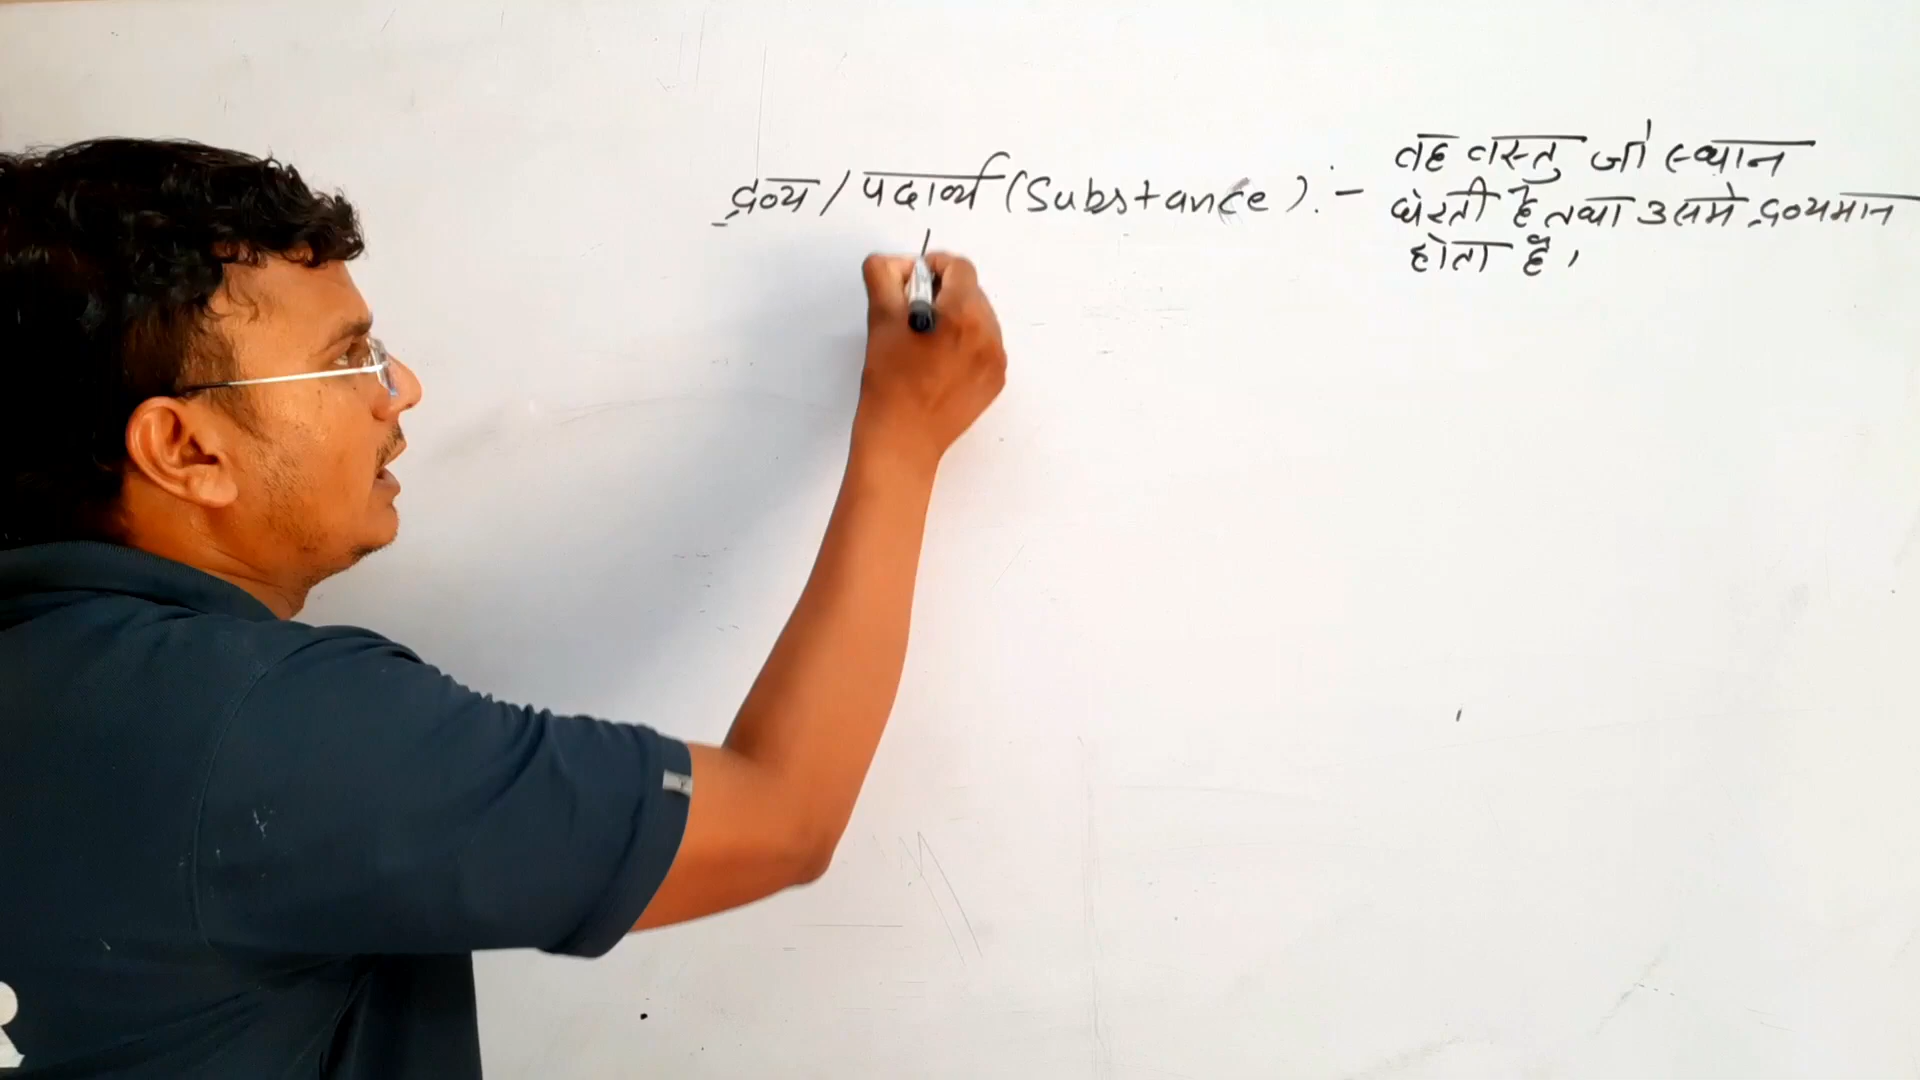 द्रव्य / पदार्थ (Substance) :-
वह वस्तु जो स्थान
घेरती है तथा उसमे द्रव्यमान
होता है,